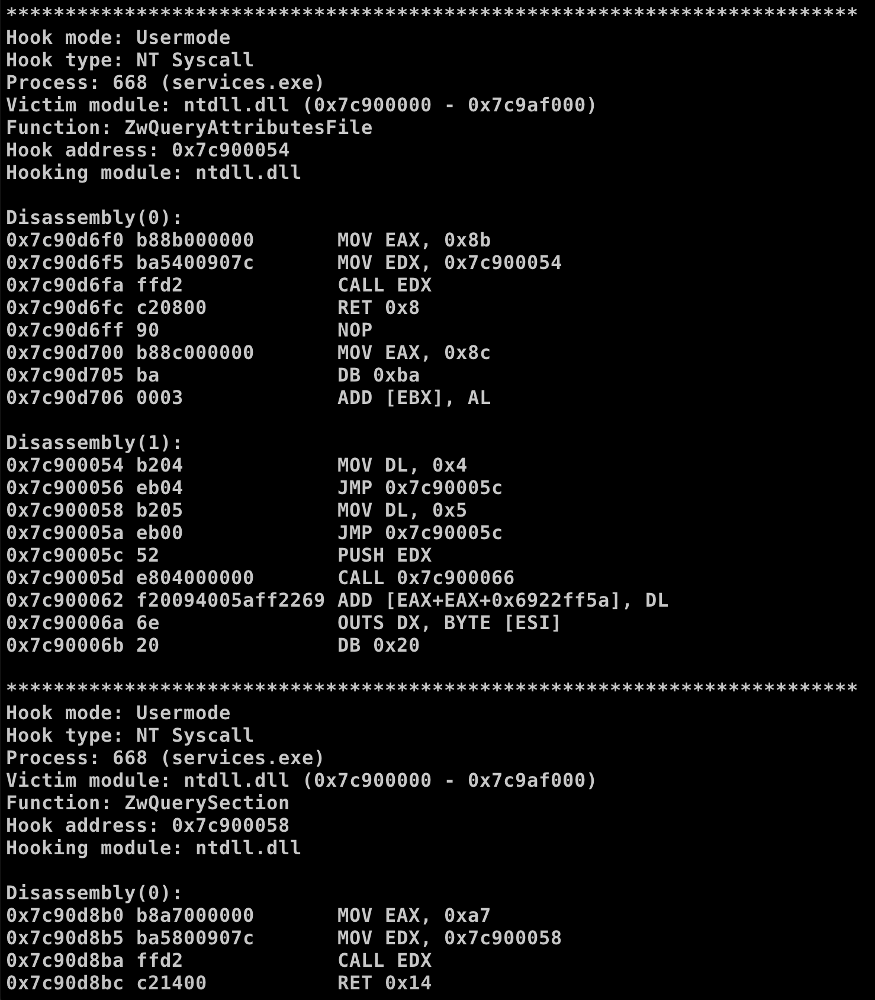 ************************************************************************
Hook mode: Usermode
Hook type: NT Syscall
Process: 668 (services.exe)
Victim module: ntdll.dll (0x7c900000 - 0x7c9af000)
Function: ZwQueryAttributesFile
Hook address: 0x7c900054
Hooking module: ntdll.dll

Disassembly(0):
0x7c90d6f0 b88b000000       MOV EAX, 0x8b
0x7c90d6f5 ba5400907c       MOV EDX, 0x7c900054
0x7c90d6fa ffd2             CALL EDX
0x7c90d6fc c20800           RET 0x8
0x7c90d6ff 90               NOP
0x7c90d700 b88c000000       MOV EAX, 0x8c
0x7c90d705 ba               DB 0xba
0x7c90d706 0003             ADD [EBX], AL

Disassembly(1):
0x7c900054 b204             MOV DL, 0x4
0x7c900056 eb04             JMP 0x7c90005c
0x7c900058 b205             MOV DL, 0x5
0x7c90005a eb00             JMP 0x7c90005c
0x7c90005c 52               PUSH EDX
0x7c90005d e804000000       CALL 0x7c900066
0x7c900062 f20094005aff2269 ADD [EAX+EAX+0x6922ff5a], DL
0x7c90006a 6e               OUTS DX, BYTE [ESI]
0x7c90006b 20               DB 0x20

************************************************************************
Hook mode: Usermode
Hook type: NT Syscall
Process: 668 (services.exe)
Victim module: ntdll.dll (0x7c900000 - 0x7c9af000)
Function: ZwQuerySection
Hook address: 0x7c900058
Hooking module: ntdll.dll

Disassembly(0):
0x7c90d8b0 b8a7000000       MOV EAX, 0xa7
0x7c90d8b5 ba5800907c       MOV EDX, 0x7c900058
0x7c90d8ba ffd2             CALL EDX
0x7c90d8bc c21400           RET 0x14